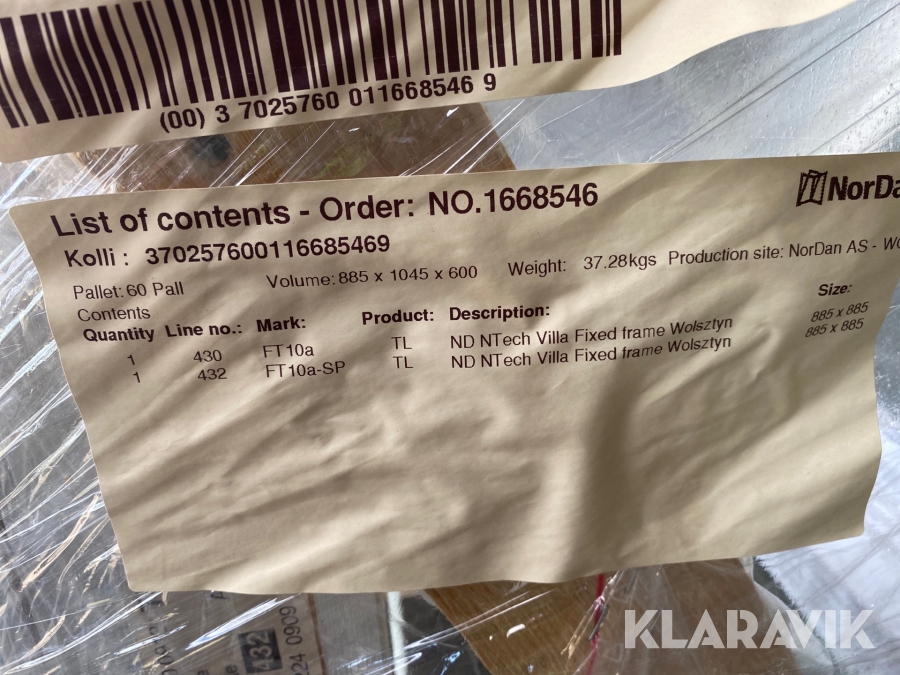 (00) 3 7025760 011668546 9
List of contents - Order: NO.1668546
NorDa
Kolli : 370257600116685469
Pallet: 60 Pall Volume: 885 x 1045 x 600 Weight: 37.28kgs Production site: NorDan AS - W
Contents
Quantity Line no.: Mark: Product: Description: Size:
1 430 FT10a TL ND NTech Villa Fixed frame Wolsztyn 885 x 885
1 432 FT10a-SP TL ND NTech Villa Fixed frame Wolsztyn 885 x 885
432
224 0909
KLARAVIK